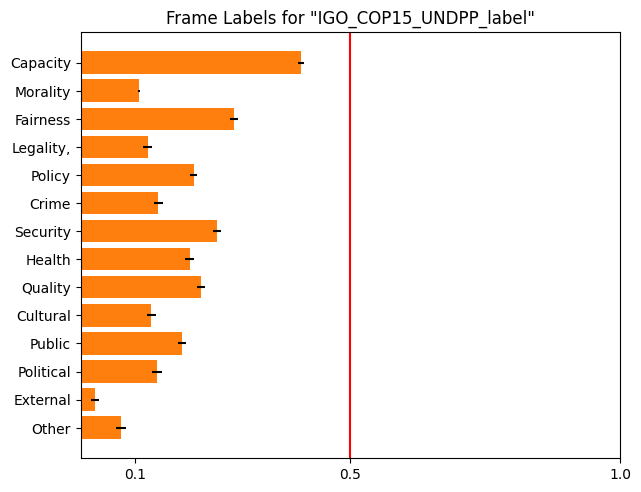 Frame Labels for "IGO_COP15_UNDPP_label"
Capacity
Morality
Fairness
Legality,
Policy
Crime
Security
Health
Quality
Cultural
Public
Political
External
Other
0.1 0.5 1.0